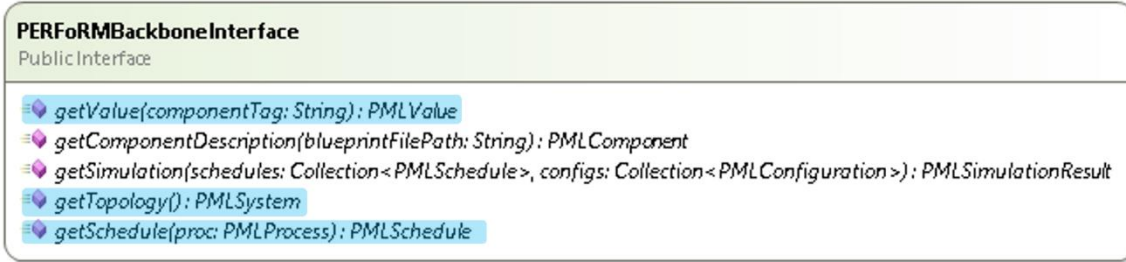 PERFoRMBackboneInterface
Public Interface
getValue(componentTag: String) : PMLValue
getComponentDescription(blueprintFilePath: String) : PMLComponent
getSimulation(schedules: Collection<PMLSchedule>, configs: Collection<PMLConfiguration>) : PMLSimulationResult
getTopology() : PMLSystem
getSchedule(proc: PMLProcess) : PMLSchedule